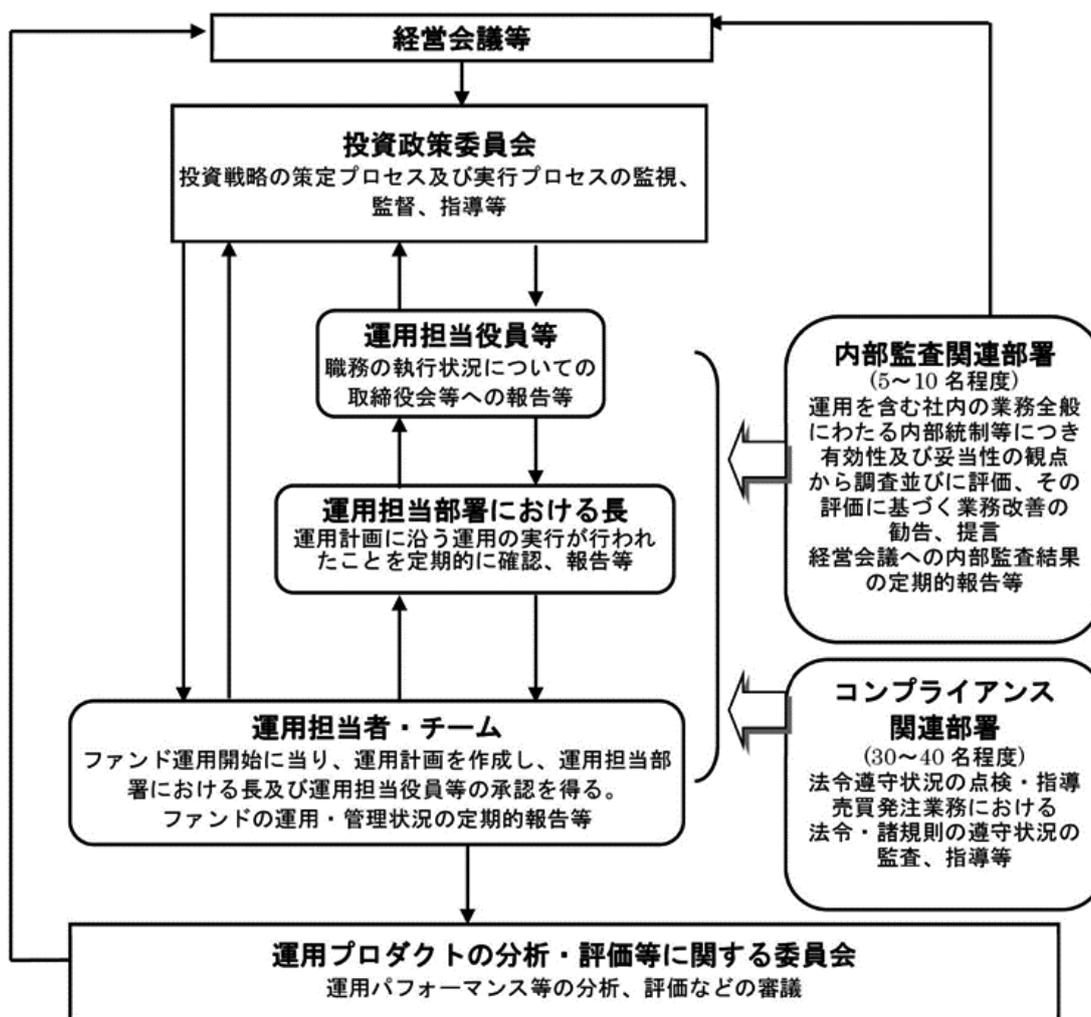 経営会議等
投資政策委員会
投資戦略の策定プロセス及び実行プロセスの監視、
監督、指導等
運用担当役員等
職務の執行状況についての
取締役会等への報告等
運用担当部署における長
運用計画に沿う運用の実行が行われ
たことを定期的に確認、報告等
運用担当者・チーム
ファンド運用開始に当り、運用計画を作成し、運用担当部
署における長及び運用担当役員等の承認を得る。
ファンドの運用・管理状況の定期的報告等
内部監査関連部署
(5～10 名程度)
運用を含む社内の業務全般
にわたる内部統制等につき
有効性及び妥当性の観点
から調査並びに評価、その
評価に基づく業務改善の
勧告、提言
経営会議への内部監査結果
の定期的報告等
コンプライアンス
関連部署
(30～40 名程度)
法令遵守状況の点検・指導
売買発注業務における
法令・諸規則の遵守状況の
監査、指導等
運用プロダクトの分析・評価等に関する委員会
運用パフォーマンス等の分析、評価などの審議